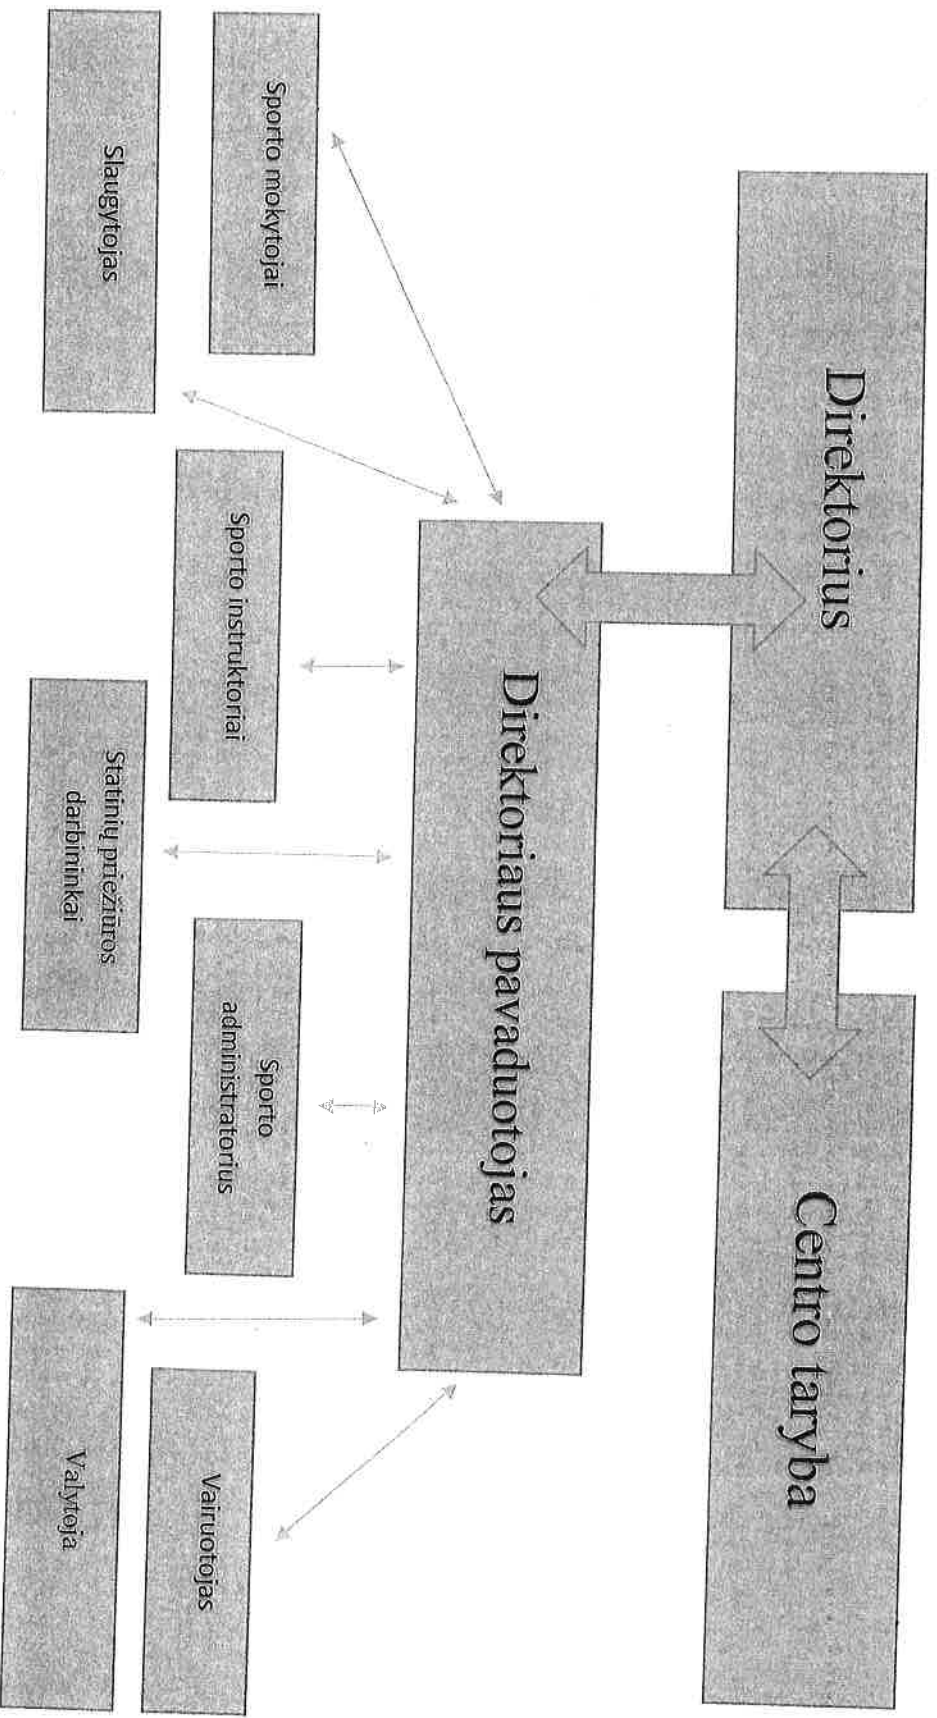 Direktorius
Centro taryba
Direktoriaus pavaduotojas
Sporto mokytojai
Slaugytojas
Sporto instruktoriai
Statinių priežiūros
darbininkai
Sporto
administratorius
Vairuotojas
Valytoja